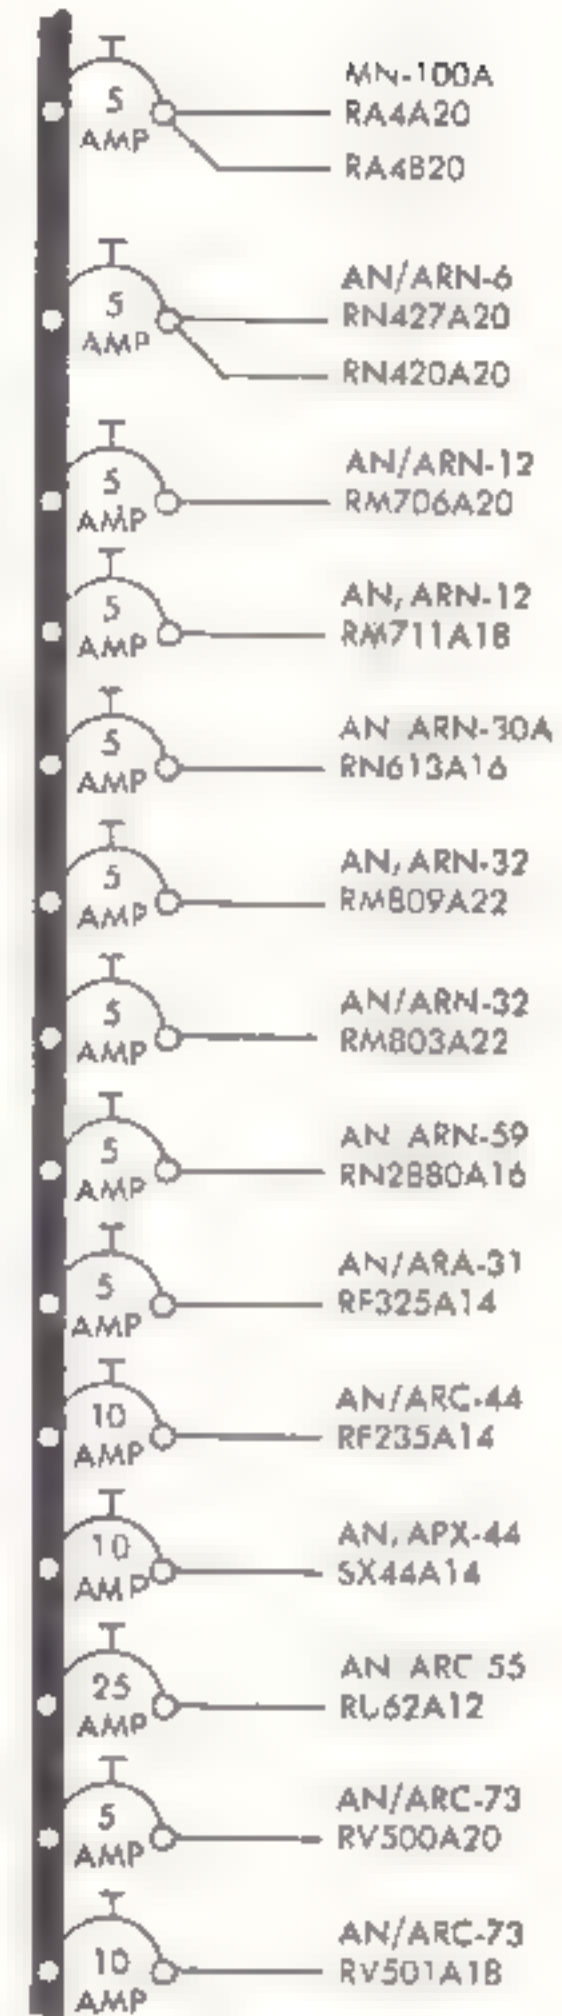 5
AMP
MN-100A
RA4A20
RA4B20
5
AMP
AN/ARN-6
RN427A20
RN420A20
5
AMP
AN/ARN-12
RM706A20
5
AMP
AN/ARN-12
RM711A18
5
AMP
AN ARN-30A
RN613A16
5
AMP
AN/ARN-32
RM809A22
5
AMP
AN/ARN-32
RM803A22
5
AMP
AN ARN-59
RN2880A16
5
AMP
AN/ARA-31
RF325A14
10
AMP
AN/ARC-44
RF235A14
10
AMP
AN/APX-44
SX44A14
25
AMP
AN ARC 55
RU62A12
5
AMP
AN/ARC-73
RV500A20
10
AMP
AN/ARC-73
RV501A18